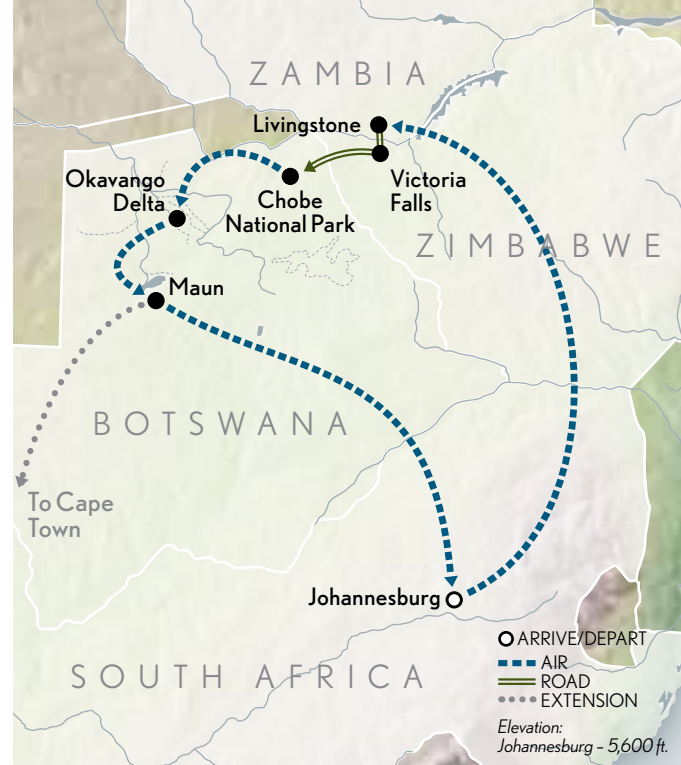 ZAMBIA
Livingstone
Victoria
Falls
Okavango
Delta
Chobe
National Park
ZIMBABWE
Maun
BOTSWANA
To Cape
Town
Johannesburg
SOUTH AFRICA
ARRIVE/DEPART
AIR
ROAD
EXTENSION
Elevation:
Johannesburg – 5,600 ft.